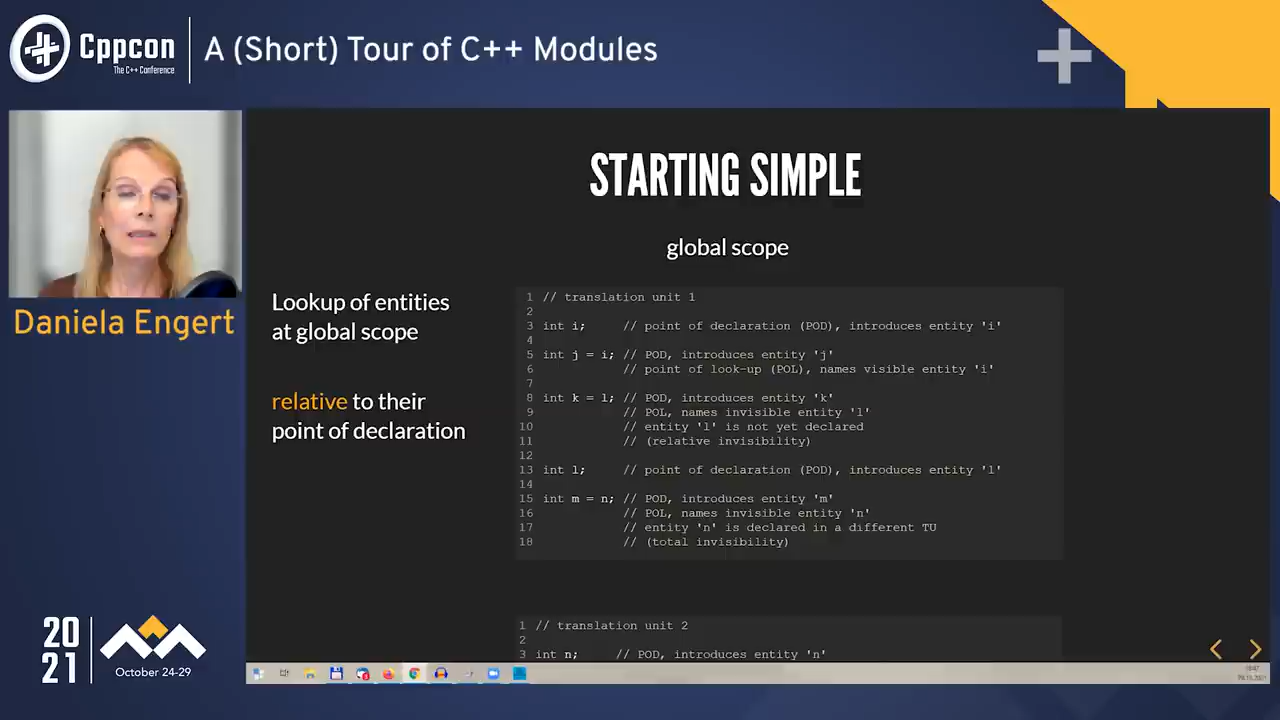 Cppcon
The C++ Conference
A (Short) Tour of C++ Modules
Daniela Engert
20
21
October 24-29
STARTING SIMPLE
global scope
Lookup of entities
at global scope
relative to their
point of declaration
1 // translation unit 1
2
3 int i; // point of declaration (POD), introduces entity 'i'
4
5 int j = i; // POD, introduces entity 'j'
6 // point of look-up (POL), names visible entity 'i'
7
8 int k = l; // POD, introduces entity 'k'
9 // POL, names invisible entity 'l'
10 // entity 'l' is not yet declared
11 // (relative invisibility)
12
13 int l; // point of declaration (POD), introduces entity 'l'
14
15 int m = n; // POD, introduces entity 'm'
16 // POL, names invisible entity 'n'
17 // entity 'n' is declared in a different TU
18 // (total invisibility)
1 // translation unit 2
2
3 int n; // POD, introduces entity 'n'